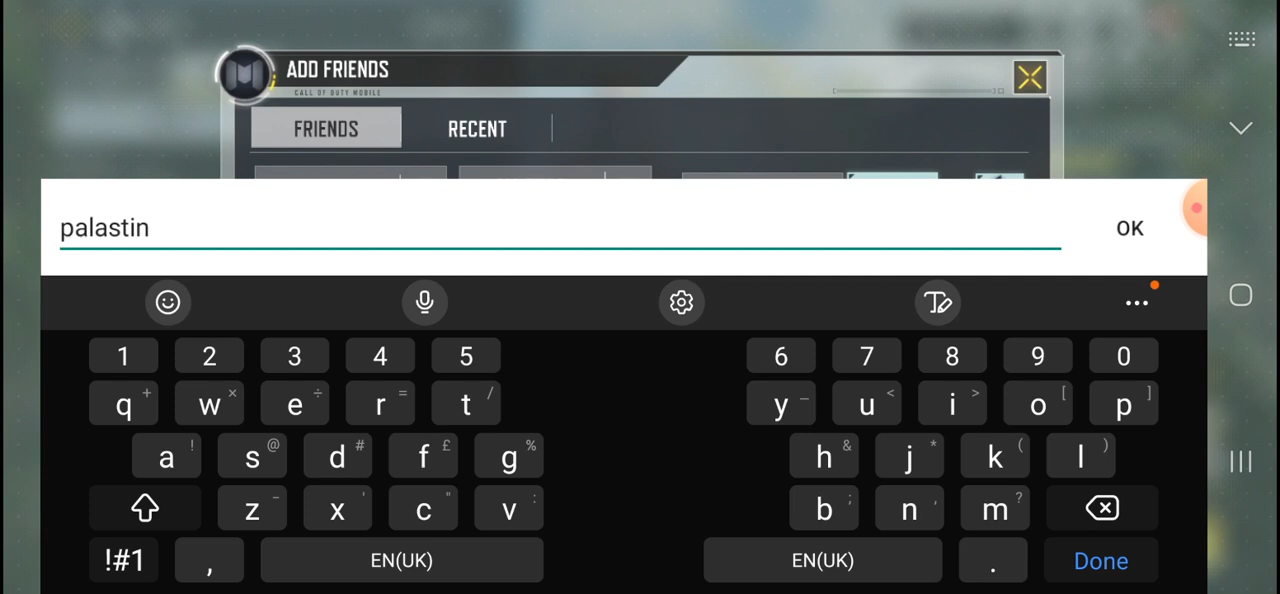 ADD FRIENDS
CALL OF DUTY MOBILE
FRIENDS RECENT
palastin OK
1 2 3 4 5 6 7 8 9 0
q + w × e ÷ r = t / y _ u < i > o [ p ]
a ! s @ d # f £ g % h & j * k ( l )
z - x ' c " v : b ; n , m ?
!#1 , EN(UK) EN(UK) . Done